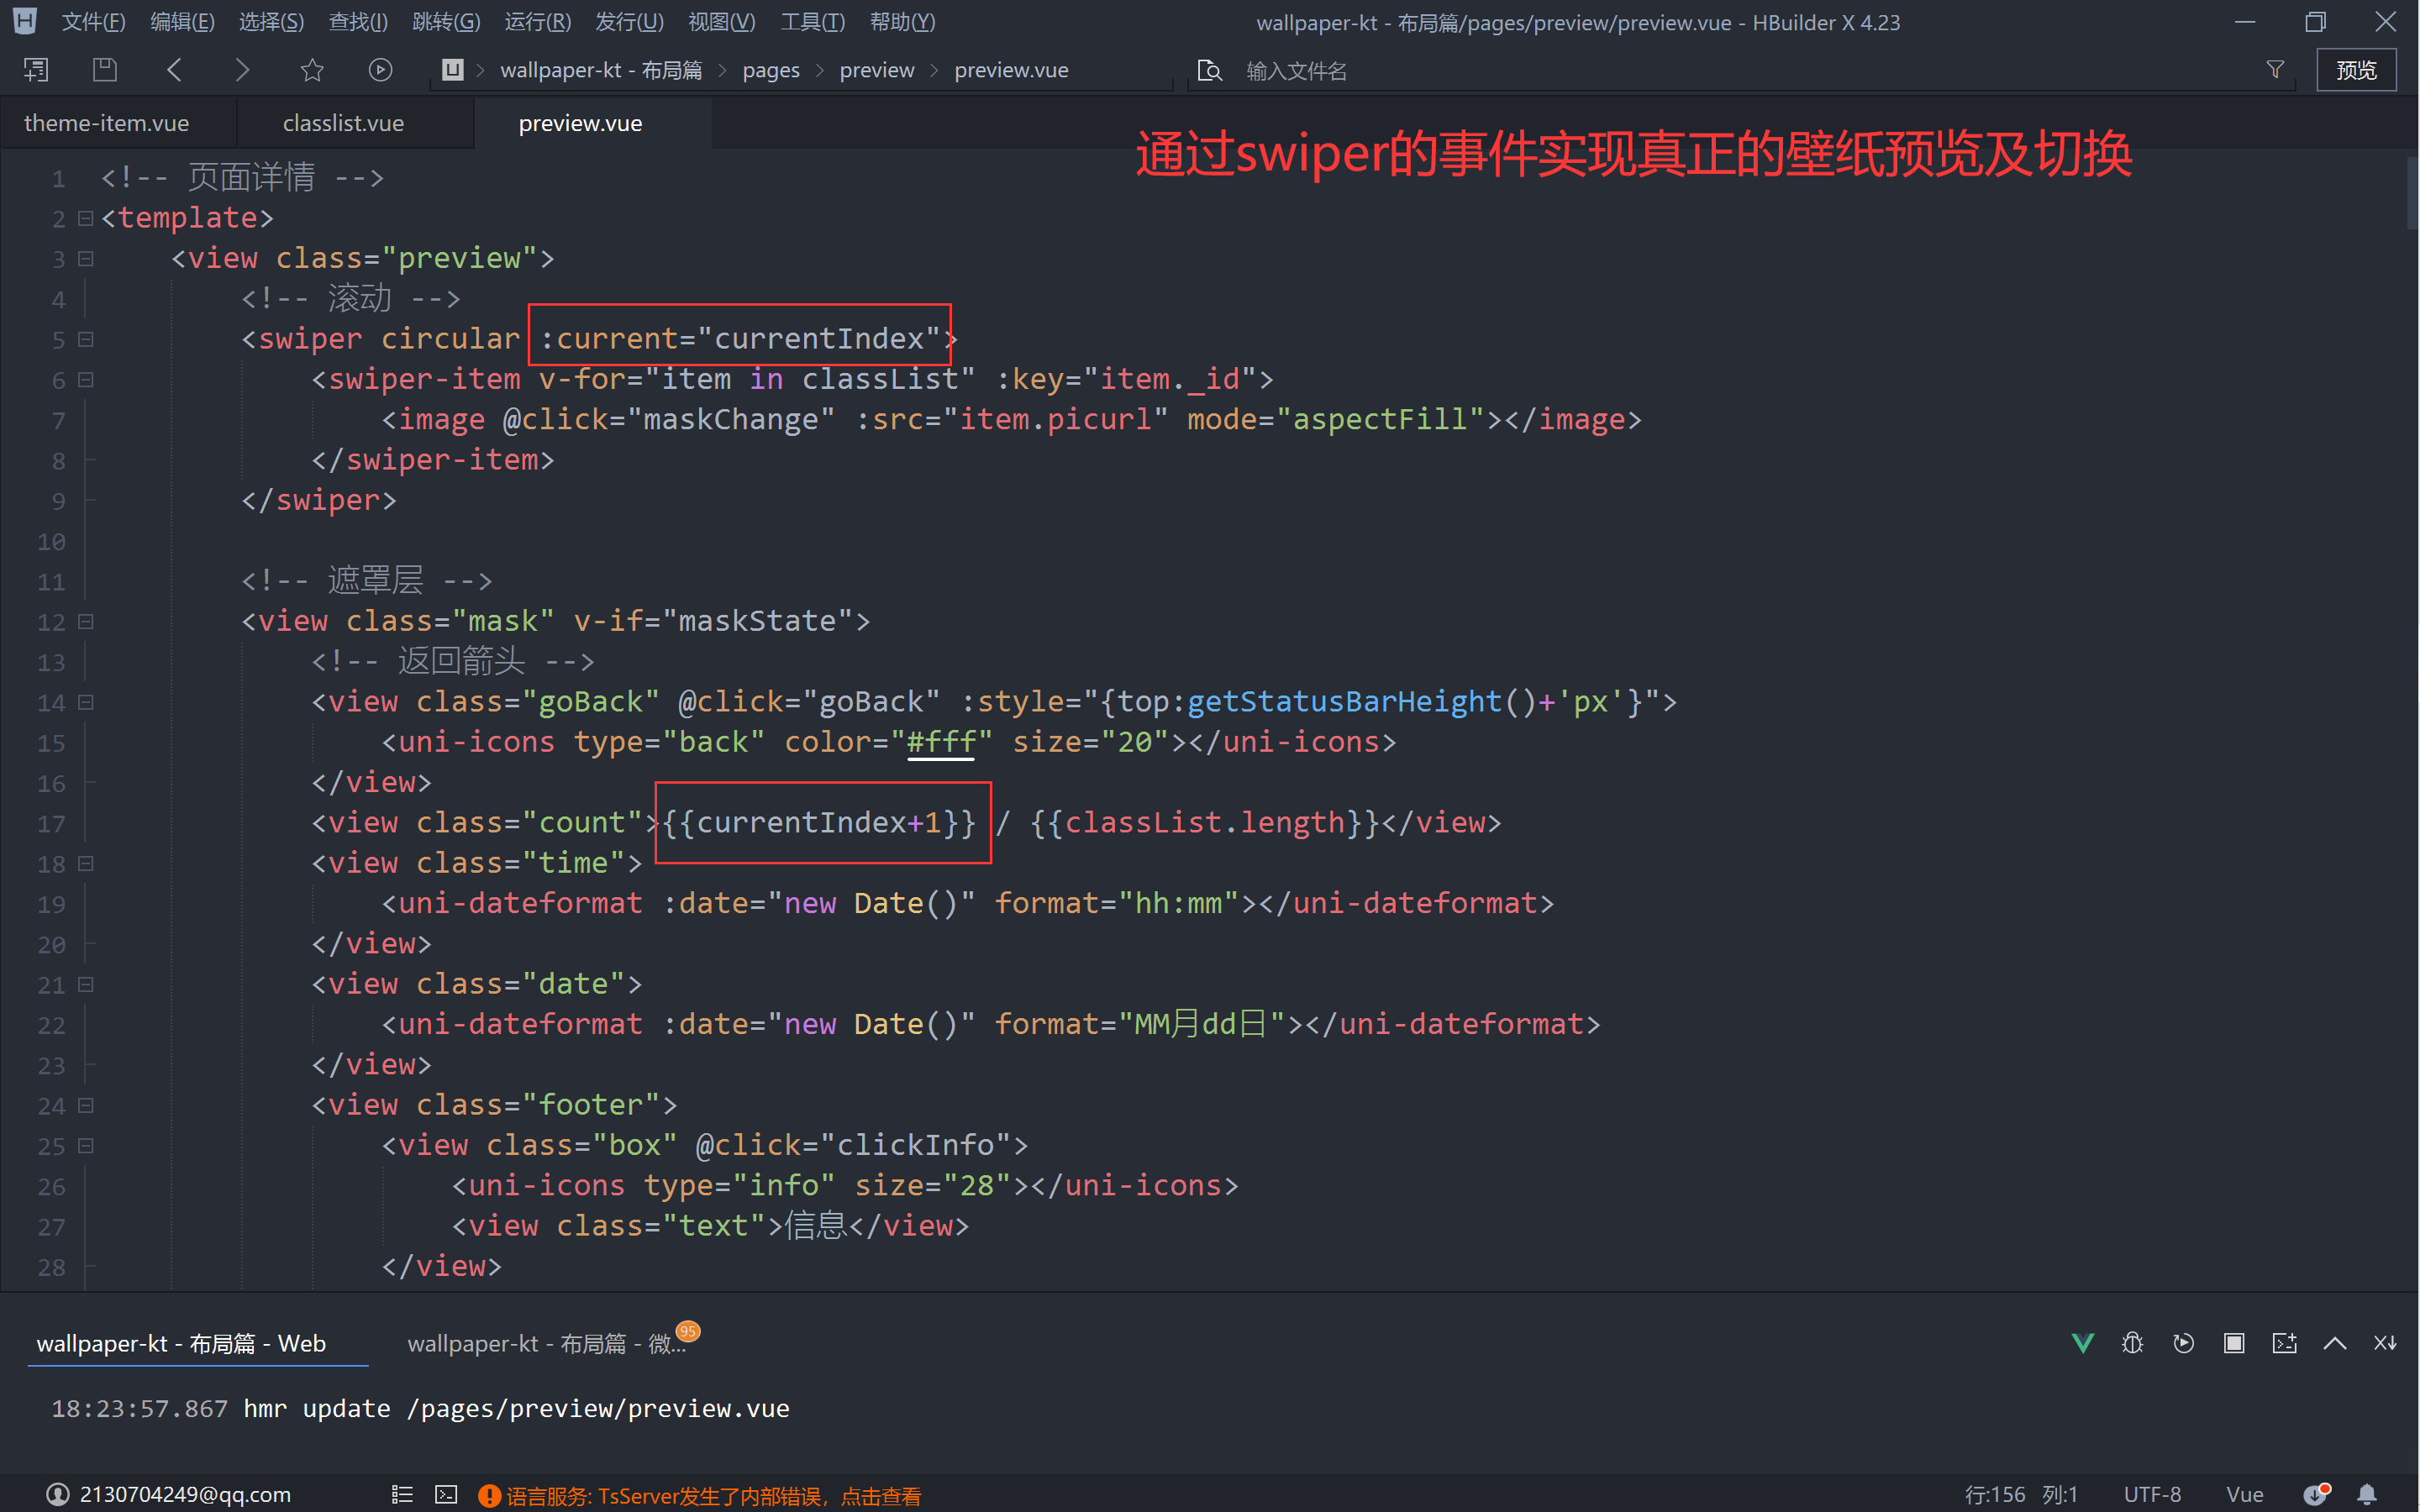 文件(F) 编辑(E) 选择(S) 查找(I) 跳转(G) 运行(R) 发行(U) 视图(V) 工具(T) 帮助(Y) wallpaper-kt - 布局篇/pages/preview/preview.vue - HBuilder X 4.23
wallpaper-kt - 布局篇 > pages > preview > preview.vue 输入文件名 预览
theme-item.vue classlist.vue preview.vue
通过swiper的事件实现真正的壁纸预览及切换
1 <!-- 页面详情 -->
2 <template>
3 <view class="preview">
4 <!-- 滚动 -->
5 <swiper circular :current="currentIndex">
6 <swiper-item v-for="item in classList" :key="item._id">
7 <image @click="maskChange" :src="item.picurl" mode="aspectFill"></image>
8 </swiper-item>
9 </swiper>
10
11 <!-- 遮罩层 -->
12 <view class="mask" v-if="maskState">
13 <!-- 返回箭头 -->
14 <view class="goBack" @click="goBack" :style="{top:getStatusBarHeight()+'px'}">
15 <uni-icons type="back" color="#fff" size="20"></uni-icons>
16 </view>
17 <view class="count">{{currentIndex+1}} / {{classList.length}}</view>
18 <view class="time">
19 <uni-dateformat :date="new Date()" format="hh:mm"></uni-dateformat>
20 </view>
21 <view class="date">
22 <uni-dateformat :date="new Date()" format="MM月dd日"></uni-dateformat>
23 </view>
24 <view class="footer">
25 <view class="box" @click="clickInfo">
26 <uni-icons type="info" size="28"></uni-icons>
27 <view class="text">信息</view>
28 </view>
wallpaper-kt - 布局篇 - Web wallpaper-kt - 布局篇 - 微... 95
18:23:57.867 hmr update /pages/preview/preview.vue
2130704249@qq.com 语言服务: TsServer发生了内部错误，点击查看 行:156 列:1 UTF-8 Vue